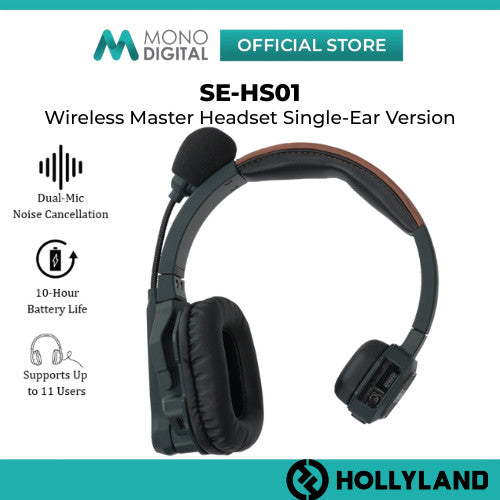 MONO
DIGITAL
OFFICIAL STORE
SE-HS01
Wireless Master Headset Single-Ear Version
Dual-Mic
Noise Cancellation
10-Hour
Battery Life
Supports Up
to 11 Users
HOLLYLAND